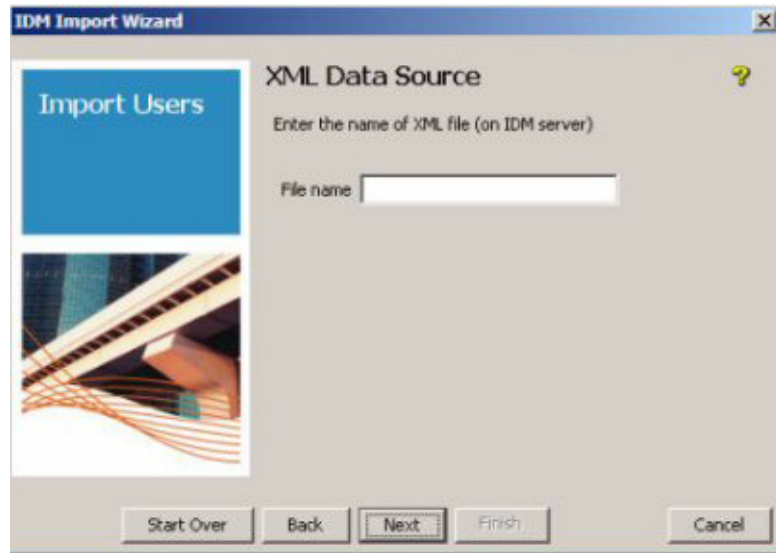 IDM Import Wizard
Import Users
XML Data Source
?
Enter the name of XML file (on IDM server)
File name
Start Over
Back
Next
Finish
Cancel